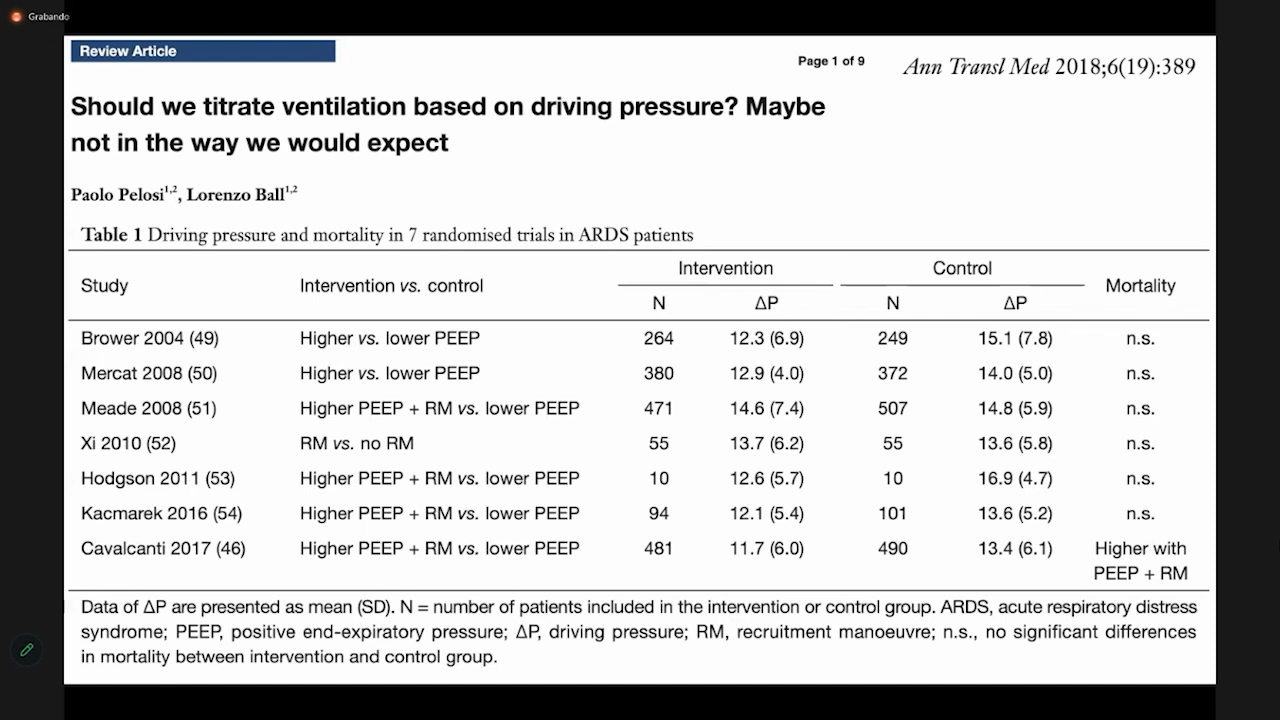 Grabando
Review Article
Page 1 of 9
Ann Transl Med 2018;6(19):389
Should we titrate ventilation based on driving pressure? Maybe
not in the way we would expect
Paolo Pelosi1,2, Lorenzo Ball1,2
Table 1 Driving pressure and mortality in 7 randomised trials in ARDS patients
Study Intervention vs. control Intervention Control Mortality
N ΔP N ΔP
Brower 2004 (49) Higher vs. lower PEEP 264 12.3 (6.9) 249 15.1 (7.8) n.s.
Mercat 2008 (50) Higher vs. lower PEEP 380 12.9 (4.0) 372 14.0 (5.0) n.s.
Meade 2008 (51) Higher PEEP + RM vs. lower PEEP 471 14.6 (7.4) 507 14.8 (5.9) n.s.
Xi 2010 (52) RM vs. no RM 55 13.7 (6.2) 55 13.6 (5.8) n.s.
Hodgson 2011 (53) Higher PEEP + RM vs. lower PEEP 10 12.6 (5.7) 10 16.9 (4.7) n.s.
Kacmarek 2016 (54) Higher PEEP + RM vs. lower PEEP 94 12.1 (5.4) 101 13.6 (5.2) n.s.
Cavalcanti 2017 (46) Higher PEEP + RM vs. lower PEEP 481 11.7 (6.0) 490 13.4 (6.1) Higher with
PEEP + RM
Data of ΔP are presented as mean (SD). N = number of patients included in the intervention or control group. ARDS, acute respiratory distress
syndrome; PEEP, positive end-expiratory pressure; ΔP, driving pressure; RM, recruitment manoeuvre; n.s., no significant differences
in mortality between intervention and control group.